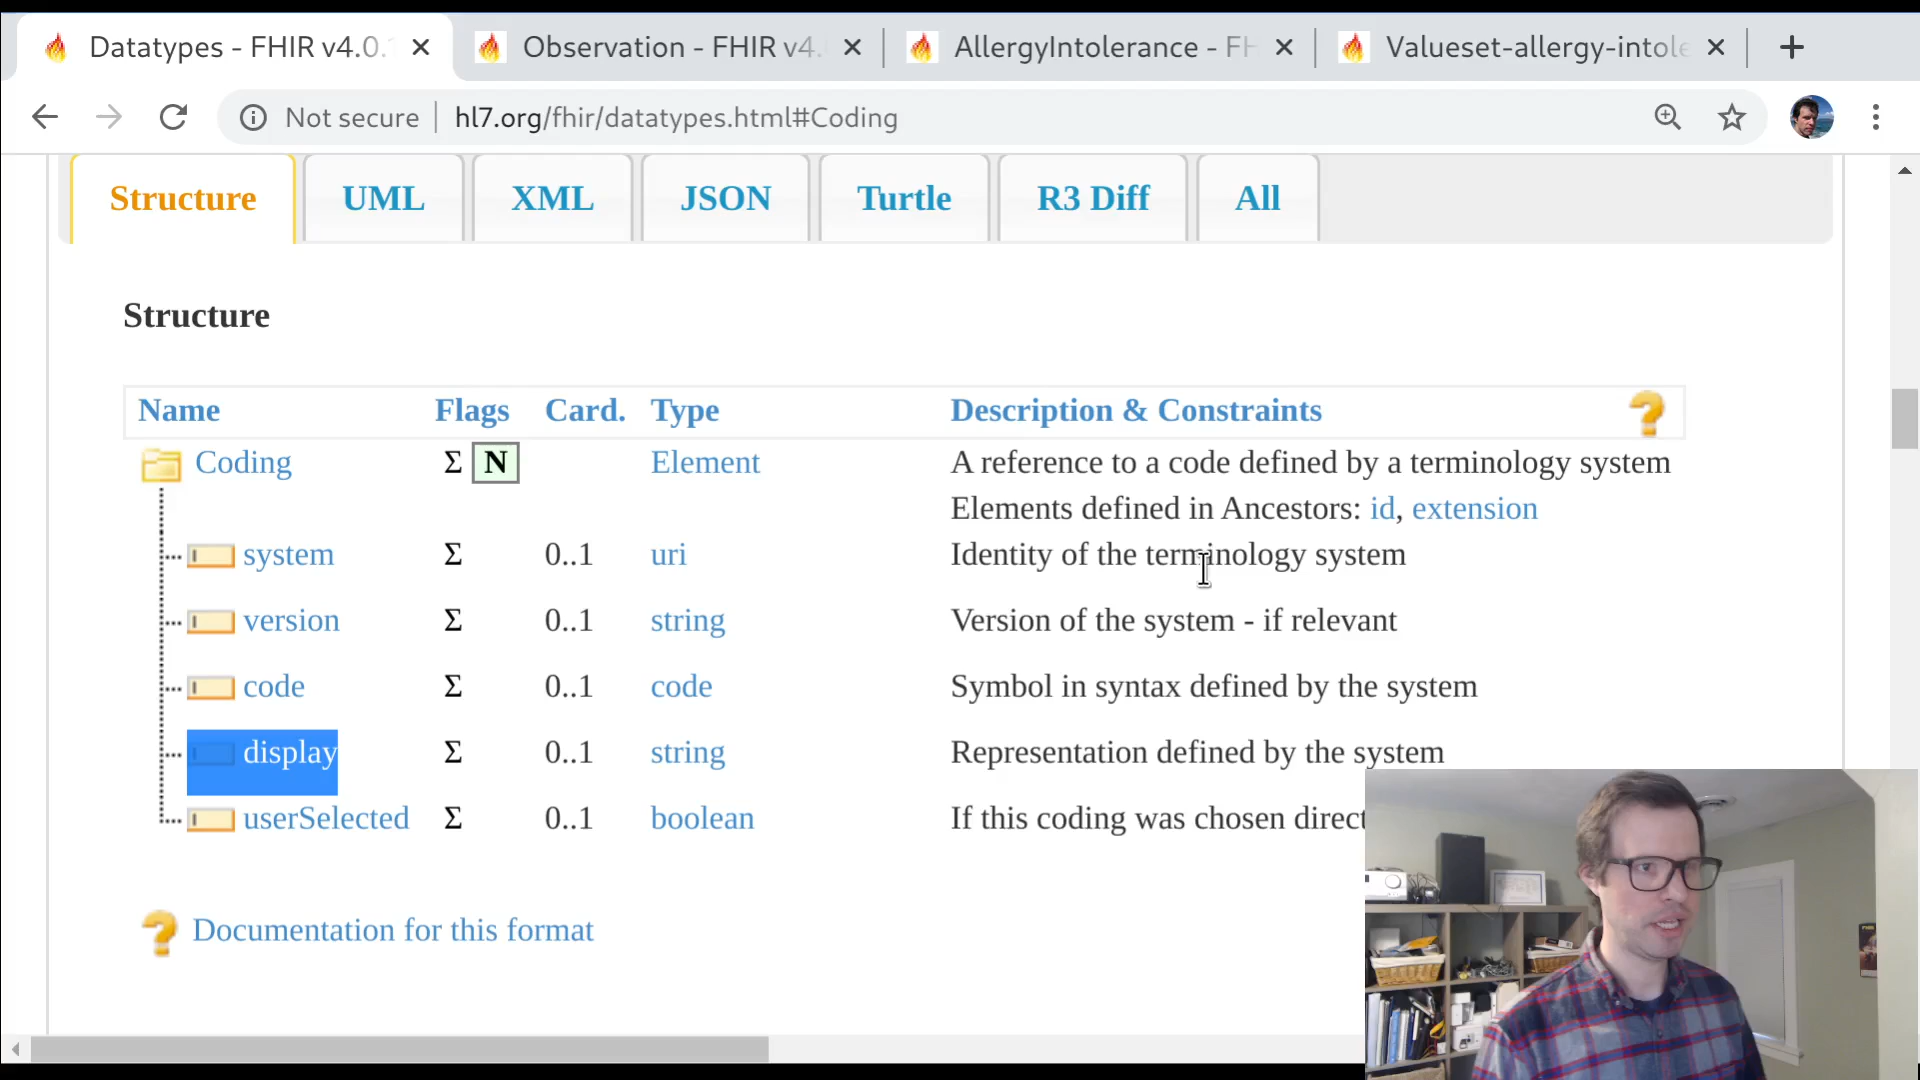 Datatypes - FHIR v4.0.
Observation - FHIR v4.
AllergyIntolerance - FH
Valueset-allergy-intole
Not secure
hl7.org/fhir/datatypes.html#Coding
Structure UML XML JSON Turtle R3 Diff All
Structure
Name Flags Card. Type Description & Constraints
Coding Σ N Element A reference to a code defined by a terminology system
Elements defined in Ancestors: id, extension
system Σ 0..1 uri Identity of the terminology system
version Σ 0..1 string Version of the system - if relevant
code Σ 0..1 code Symbol in syntax defined by the system
display Σ 0..1 string Representation defined by the system
userSelected Σ 0..1 boolean If this coding was chosen direct
Documentation for this format